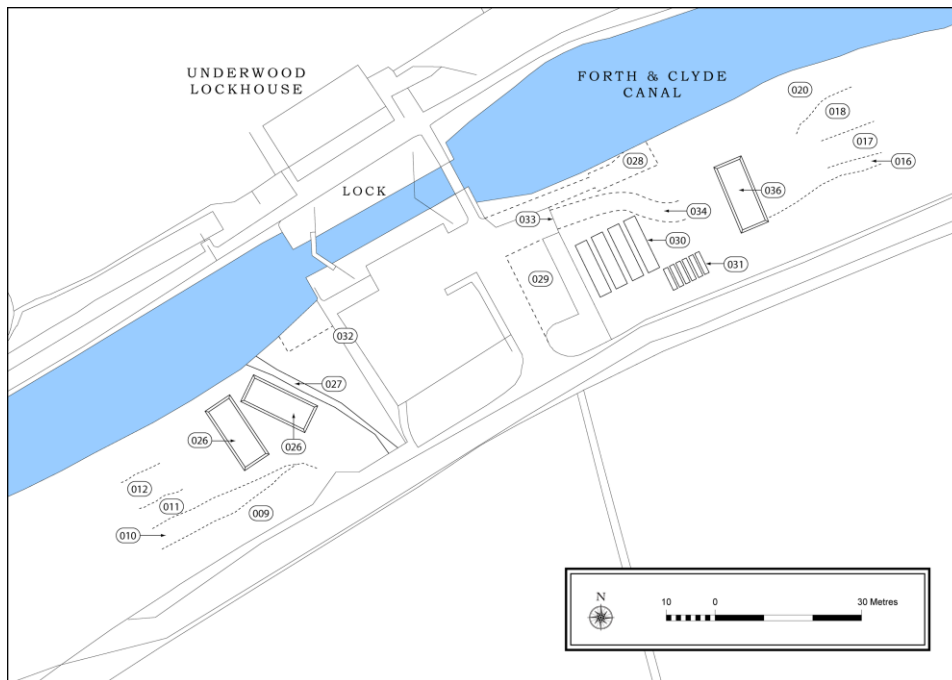 UNDERWOOD
LOCKHOUSE
FORTH & CLYDE
CANAL
020
018
017
016
028
036
LOCK
034
033
030
031
029
032
027
026
026
012
011
009
010
N
10 0 30 Metres